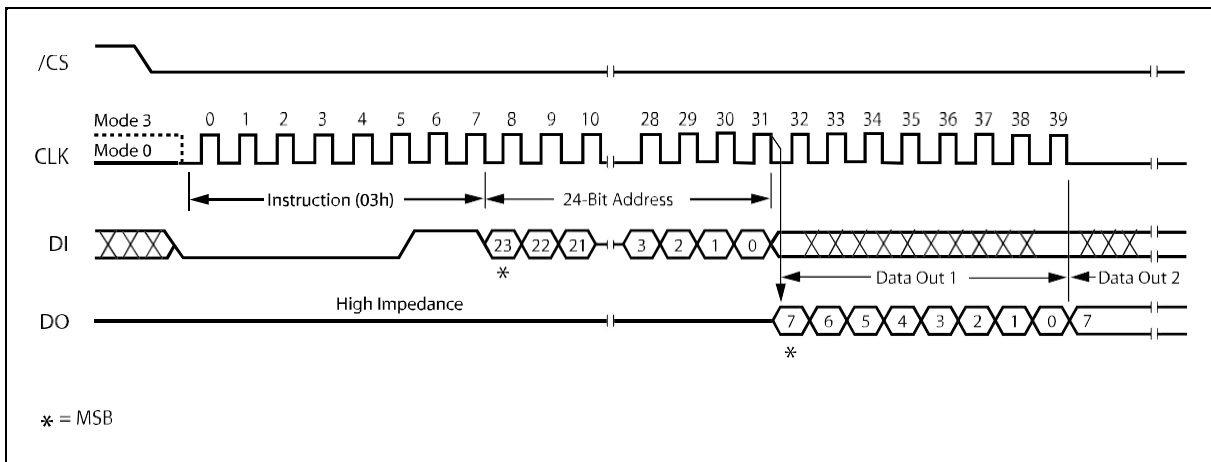 /CS
Mode 3
0 1 2 3 4 5 6 7 8 9 10 28 29 30 31 32 33 34 35 36 37 38 39
CLK
Mode 0
Instruction (03h) 24-Bit Address
DI
23 22 21 3 2 1 0
*
Data Out 1 Data Out 2
High Impedance
DO
7 6 5 4 3 2 1 0 7
*
* = MSB